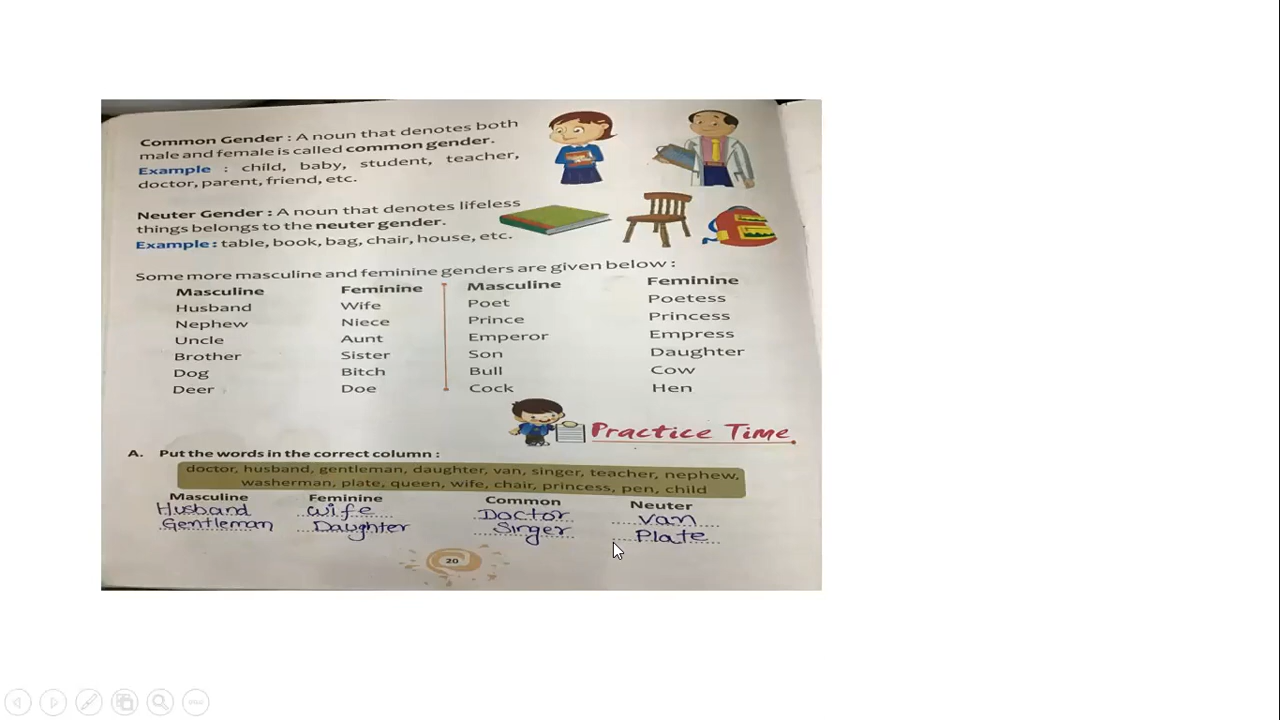 Common Gender : A noun that denotes both
male and female is called common gender.
Example : child, baby, student, teacher,
doctor, parent, friend, etc.
Neuter Gender : A noun that denotes lifeless
things belongs to the neuter gender.
Example : table, book, bag, chair, house, etc.
Some more masculine and feminine genders are given below :
Masculine Feminine Masculine Feminine
Husband Wife Poet Poetess
Nephew Niece Prince Princess
Uncle Aunt Emperor Empress
Brother Sister Son Daughter
Dog Bitch Bull Cow
Deer Doe Cock Hen
Practice Time
A. Put the words in the correct column :
doctor, husband, gentleman, daughter, van, singer, teacher, nephew,
washerman, plate, queen, wife, chair, princess, pen, child
Masculine Feminine Common Neuter
Husband Wife Doctor Van
Gentleman Daughter Singer Plate
20